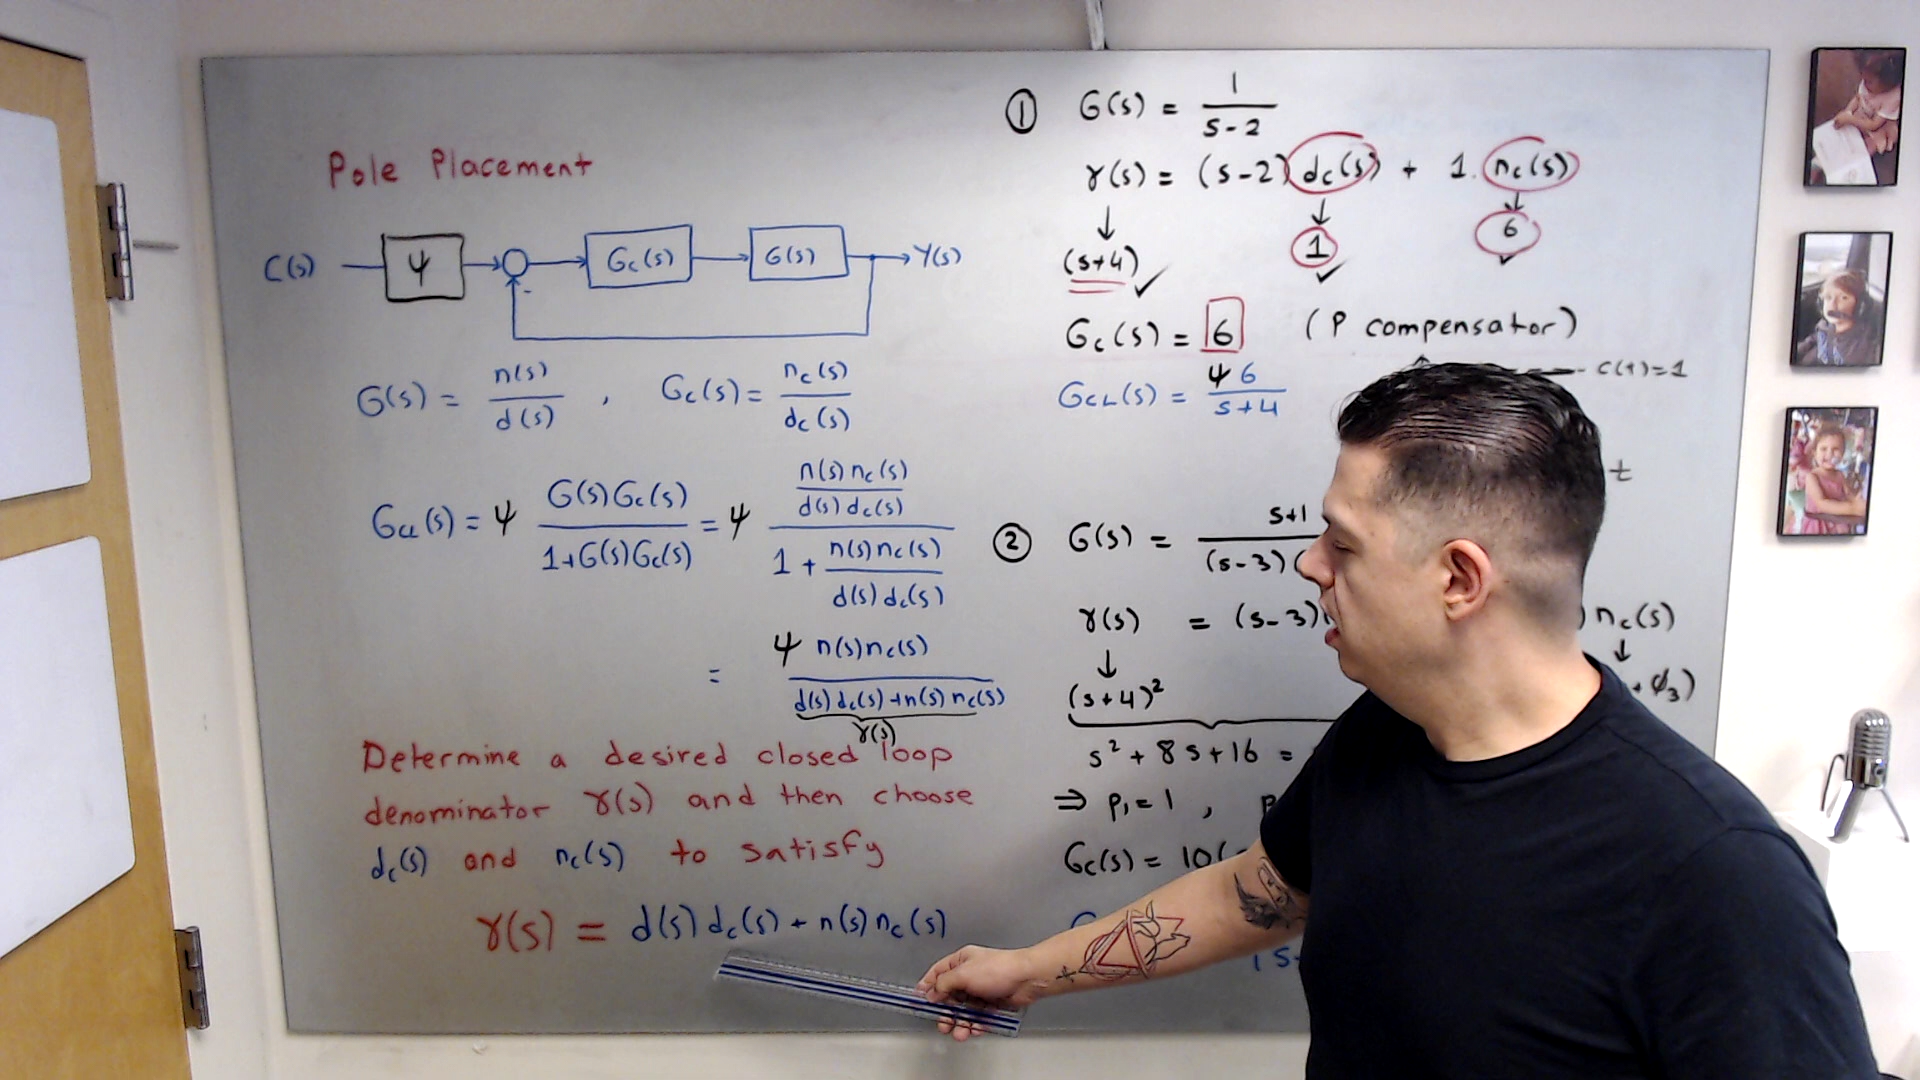 Pole Placement
C(s) ψ Gc(s) G(s) Y(s)
-
G(s) = n(s) / d(s) , Gc(s) = nc(s) / dc(s)
GCL(s) = ψ G(s)Gc(s) / 1+G(s)Gc(s) = ψ n(s)nc(s) / d(s)dc(s) / 1 + n(s)nc(s) / d(s)dc(s)
= ψ n(s)nc(s) / d(s)dc(s)+n(s)nc(s)
γ(s)
Determine a desired closed loop
denominator γ(s) and then choose
dc(s) and nc(s) to satisfy
γ(s) = d(s)dc(s) + n(s)nc(s)
① G(s) = 1 / s-2
γ(s) = (s-2) dc(s) + 1. nc(s)
↓ ↓ ↓
(s+4) ✓ 1 ✓ 6 ✓
Gc(s) = 6 (P compensator)
GCL(s) = ψ 6 / s+4
c(t)=1
t
② G(s) = s+1 / (s-3)(
γ(s) = (s-3)( ) nc(s)
↓ ↓
(s+4)² + φ3)
s² + 8s+16 =
⇒ p1=1 ,
Gc(s) = 10(